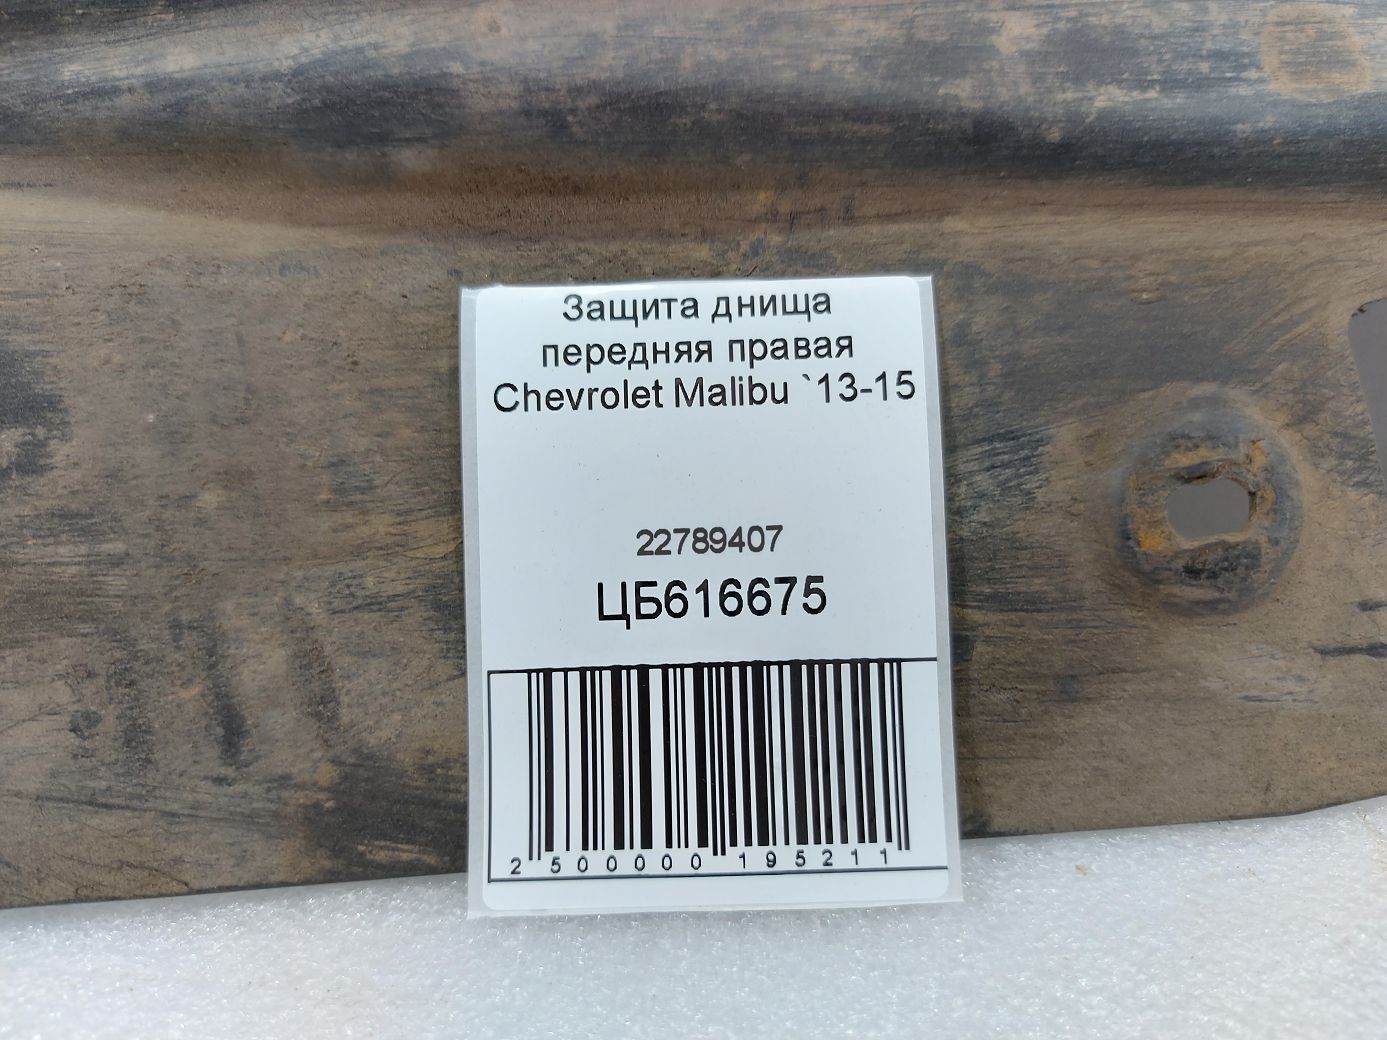 Защита днища
передняя правая
Chevrolet Malibu `13-15
22789407
ЦБ616675
2 500000 195211